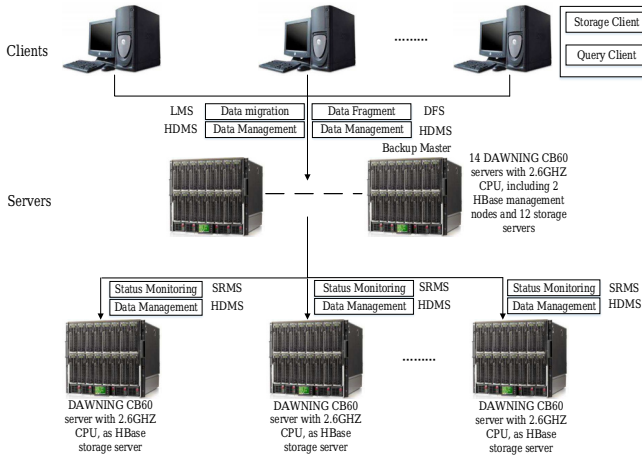 Storage Client
Clients
Query Client
LMS Data migration Data Fragment DFS
HDMS Data Management Data Management HDMS
Backup Master
14 DAWNING CB60
servers with 2.6GHZ
CPU, including 2
HBase management
nodes and 12 storage
servers
Servers
Status Monitoring SRMS
Data Management HDMS
Status Monitoring SRMS
Data Management HDMS
Status Monitoring SRMS
Data Management HDMS
DAWNING CB60
server with 2.6GHZ
CPU, as HBase
storage server
DAWNING CB60
server with 2.6GHZ
CPU, as HBase
storage server
DAWNING CB60
server with 2.6GHZ
CPU, as HBase
storage server